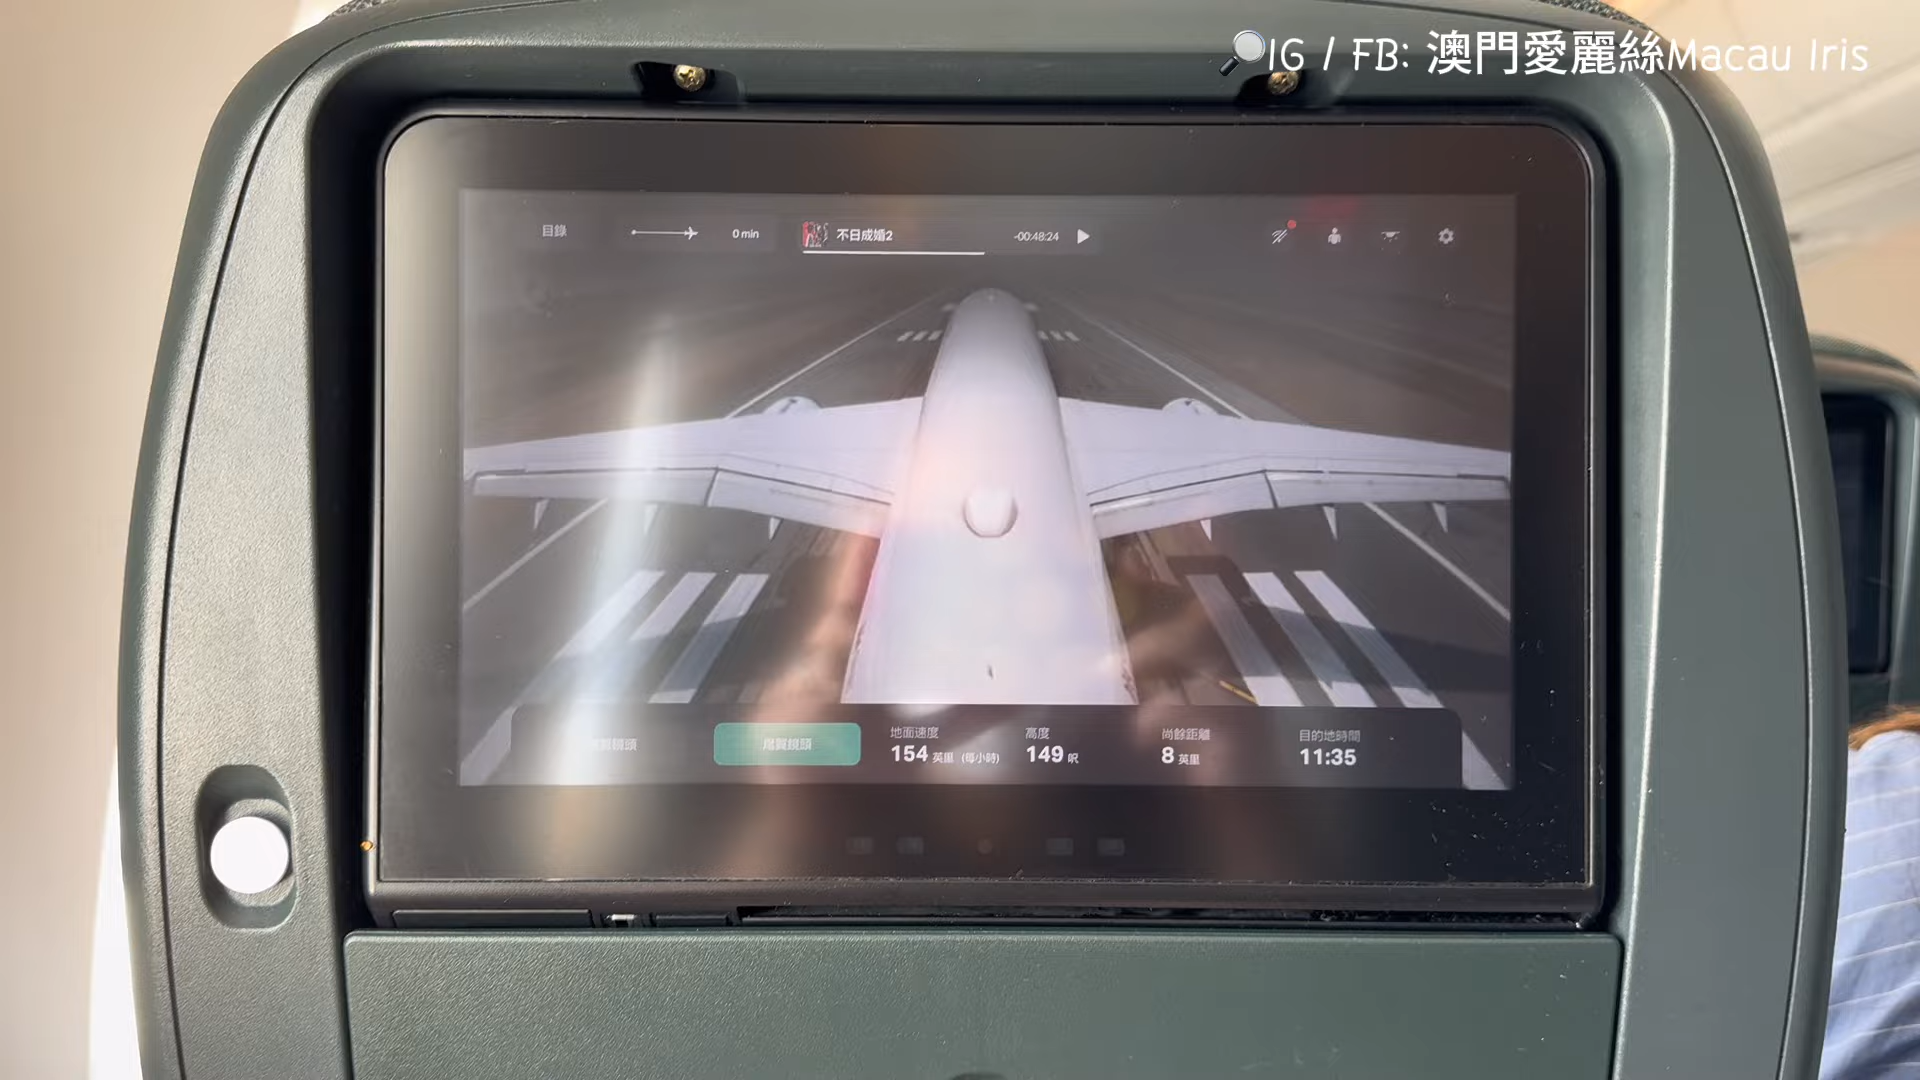 IG / FB: 澳門愛麗絲Macau Iris
目錄
0 min
不日成婚2
-00:48:24
尾翼鏡頭
地面速度
154 英里 (每小時)
高度
149 呎
尚餘距離
8 英里
目的地時間
11:35